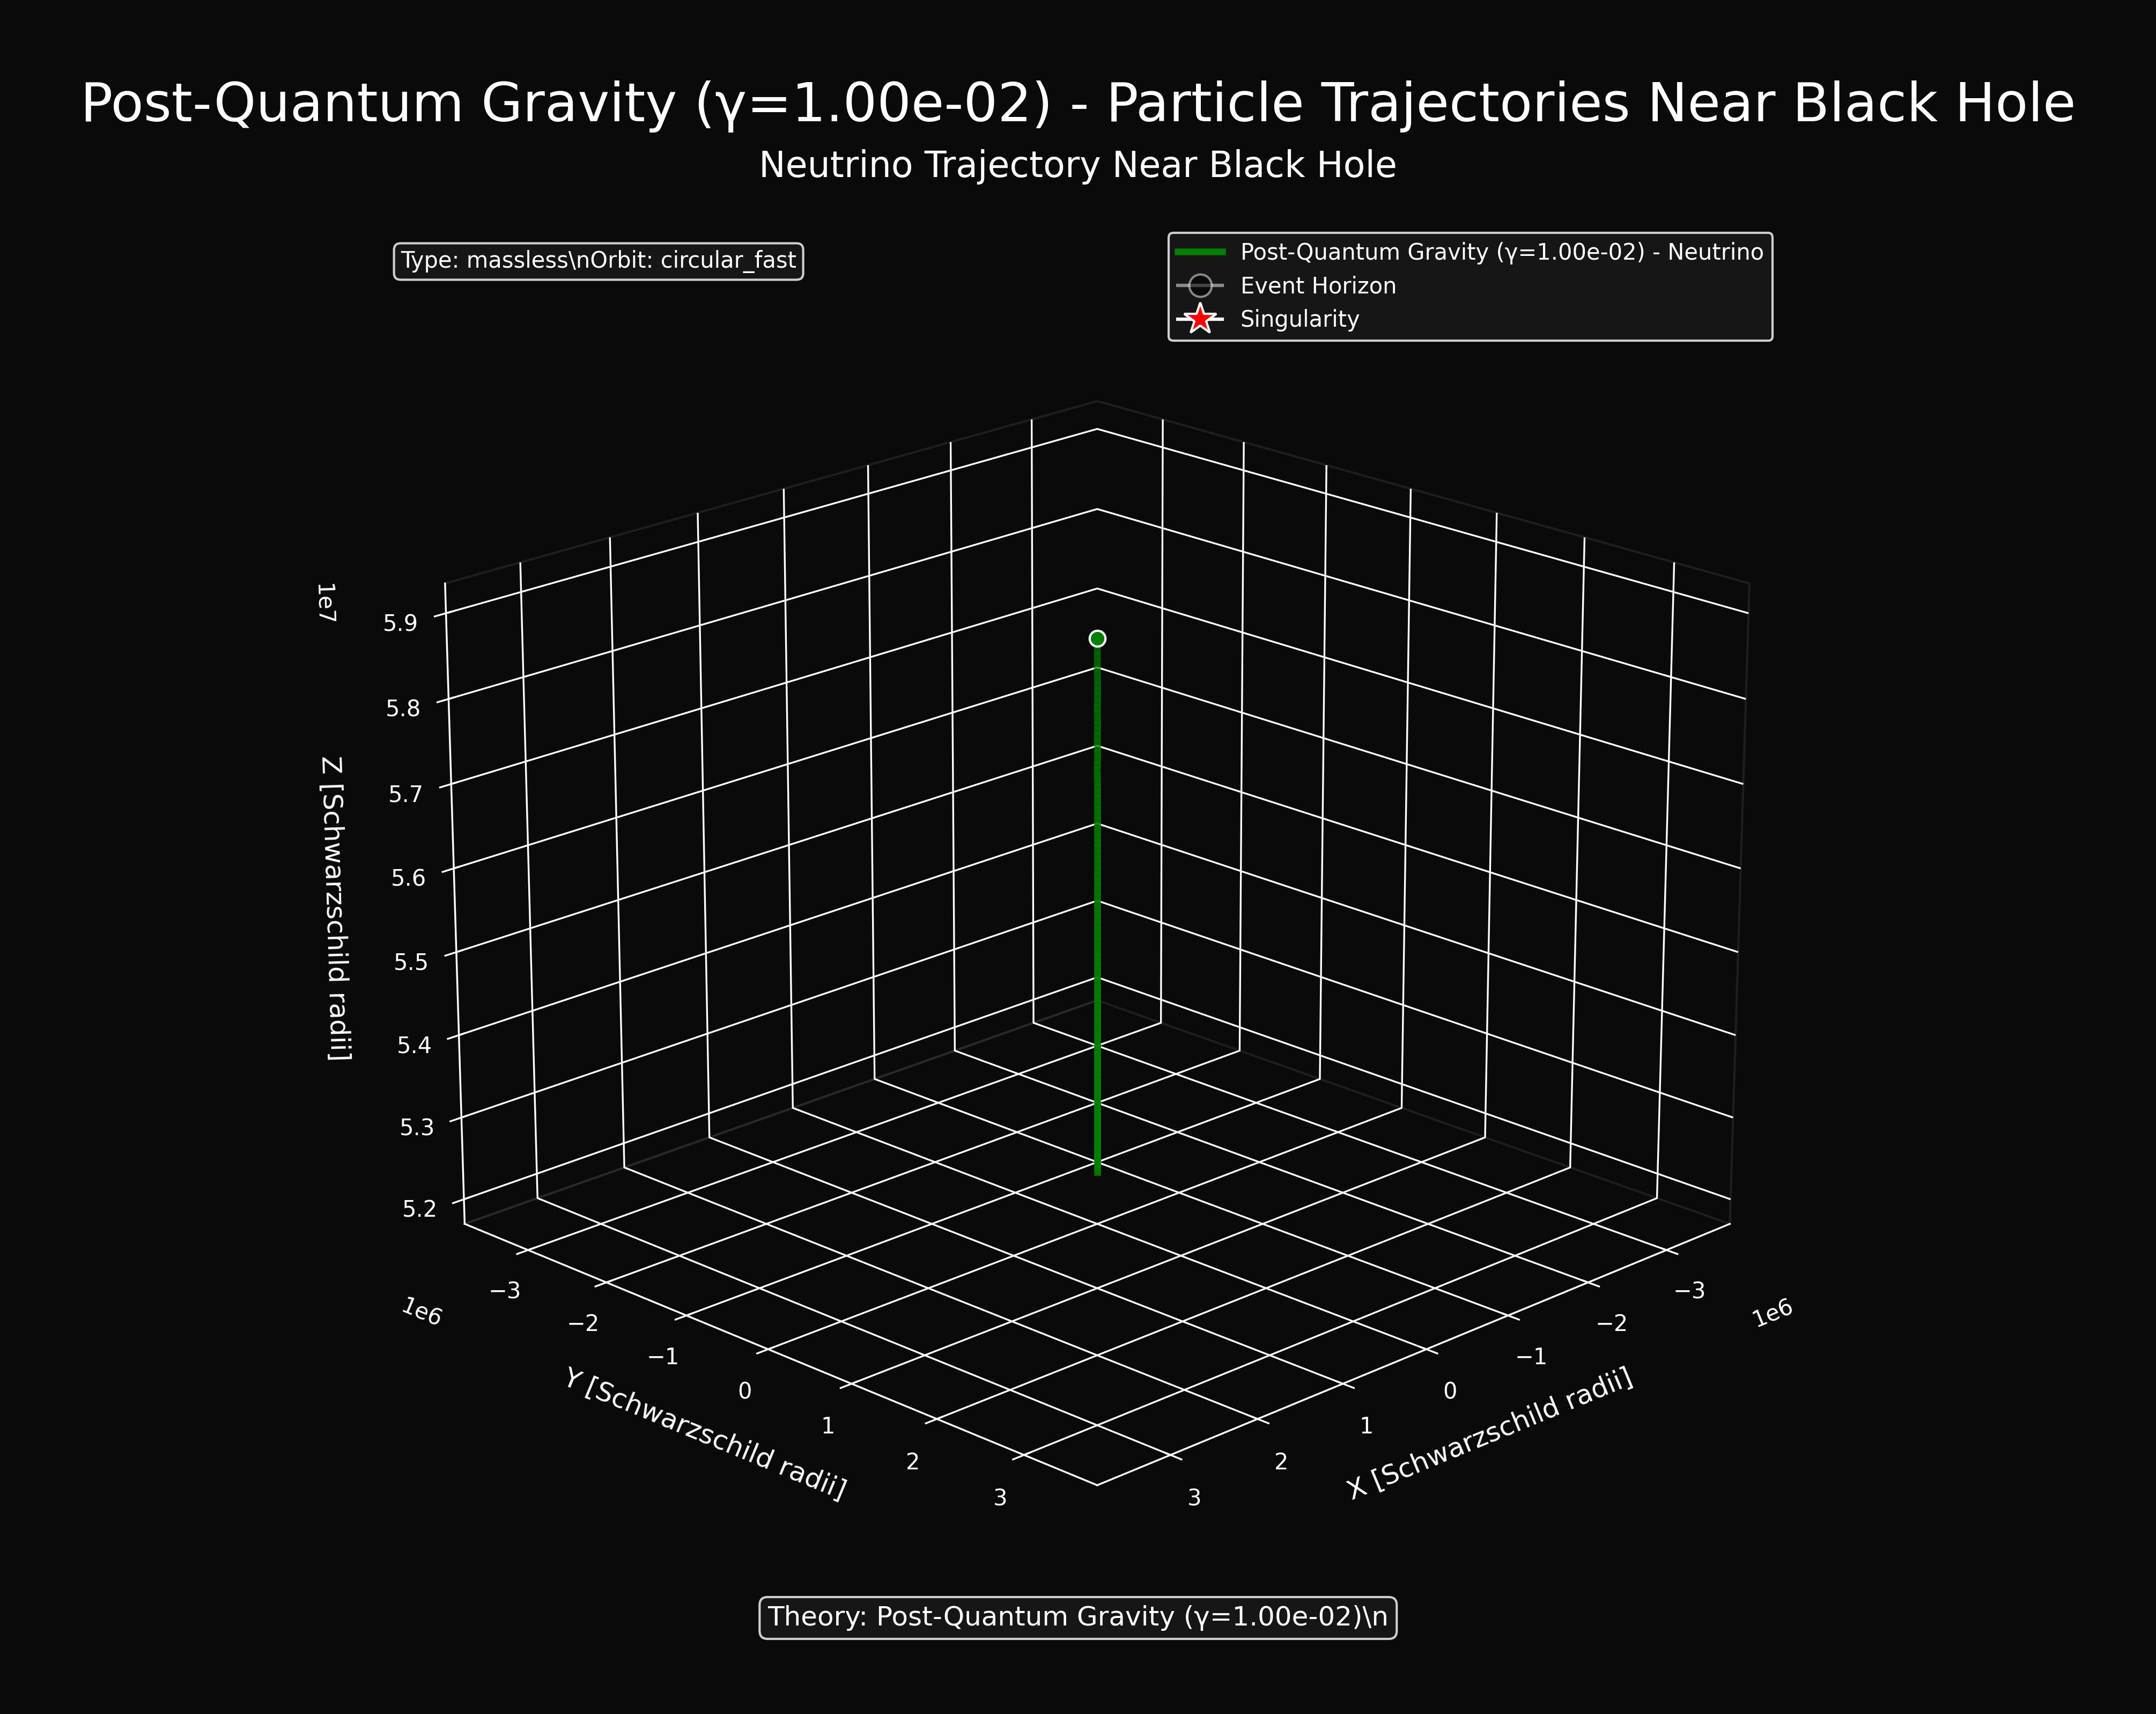 Post-Quantum Gravity (γ=1.00e-02) - Particle Trajectories Near Black Hole
Neutrino Trajectory Near Black Hole
Type: massless\nOrbit: circular_fast
Post-Quantum Gravity (γ=1.00e-02) - Neutrino
Event Horizon
Singularity
1e7
5.9
5.8
5.7
5.6
5.5
5.4
5.3
5.2
Z [Schwarzschild radii]
1e6
−3
−2
−1
0
1
2
3
Y [Schwarzschild radii]
3
2
1
0
−1
−2
−3
1e6
X [Schwarzschild radii]
Theory: Post-Quantum Gravity (γ=1.00e-02)\n